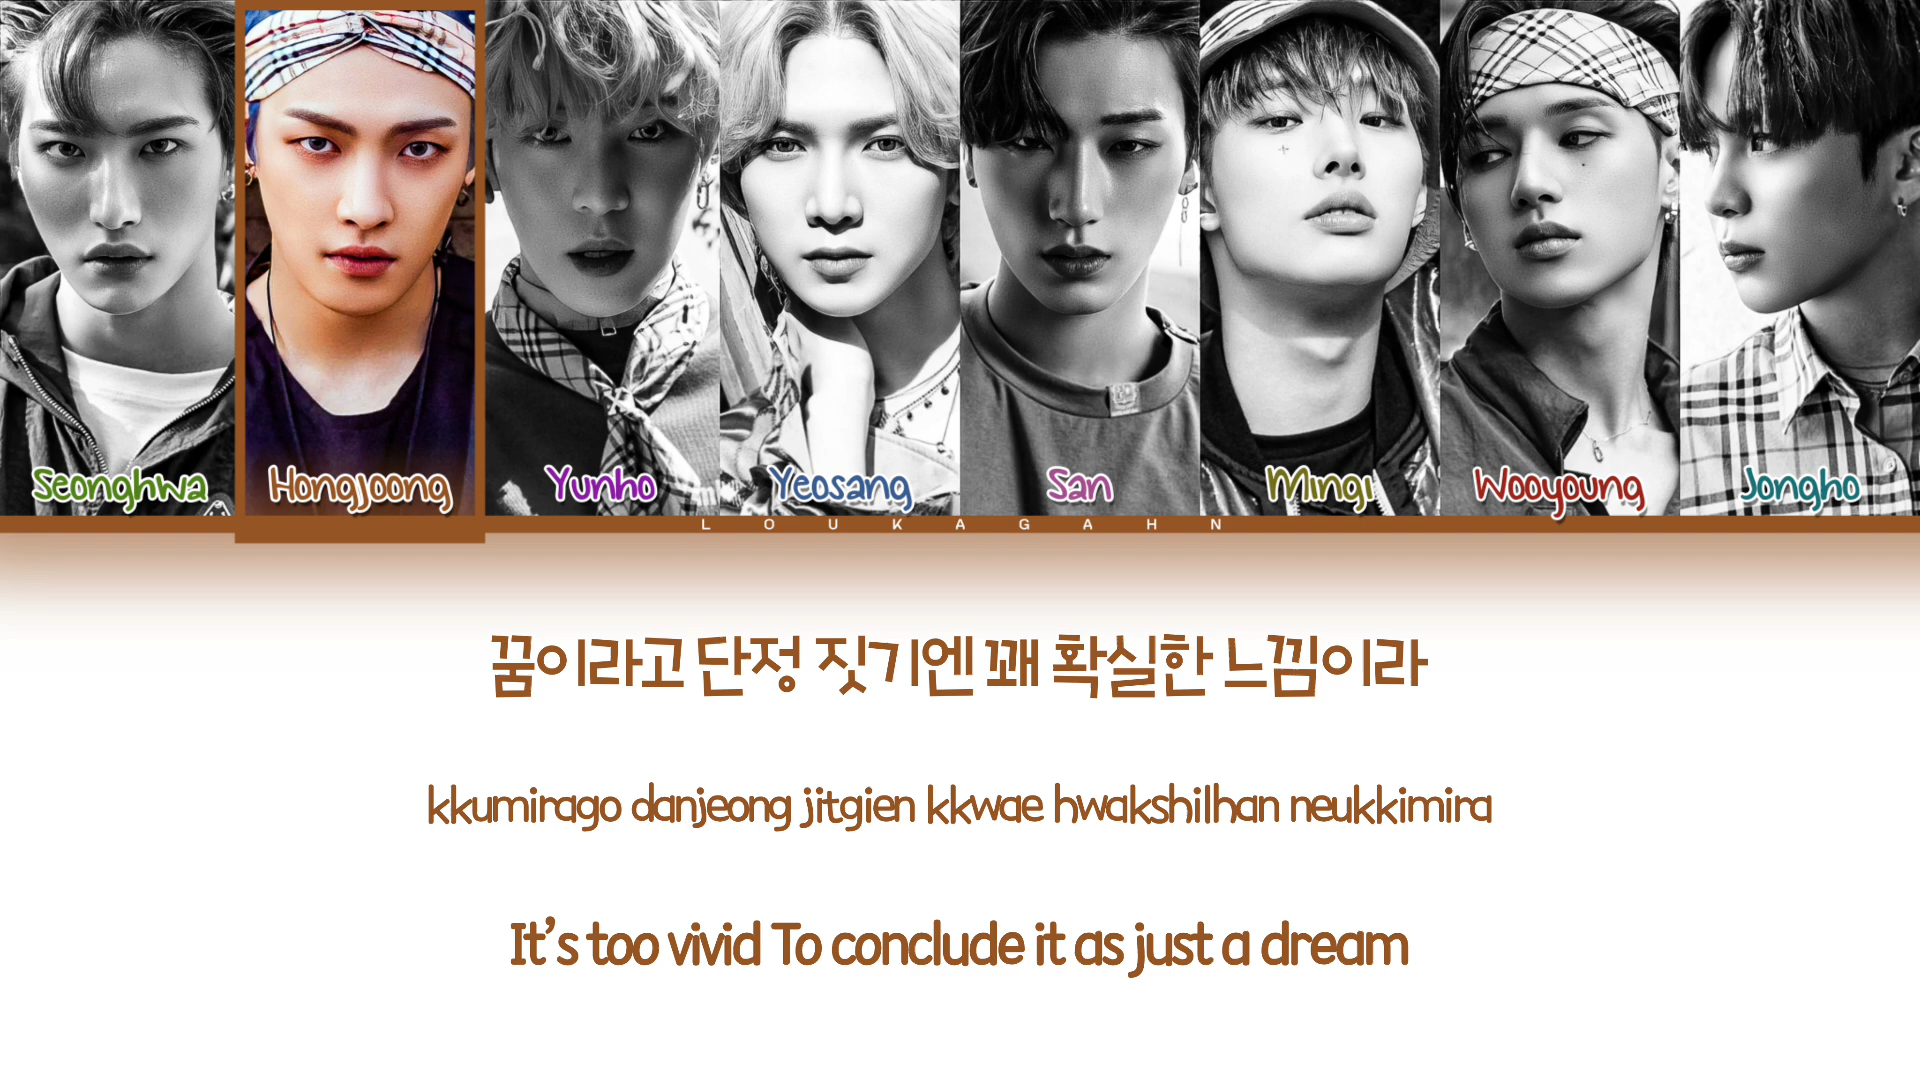 Seonghwa Hongjoong Yunho Yeosang San Mingi Wooyoung Jongho
LOUKAGAHN
꿈이라고 단정 짓기엔 꽤 확실한 느낌이라
kkumirago danjeong jitgien kkwae hwakshilhan neukkimira
It's too vivid To conclude it as just a dream